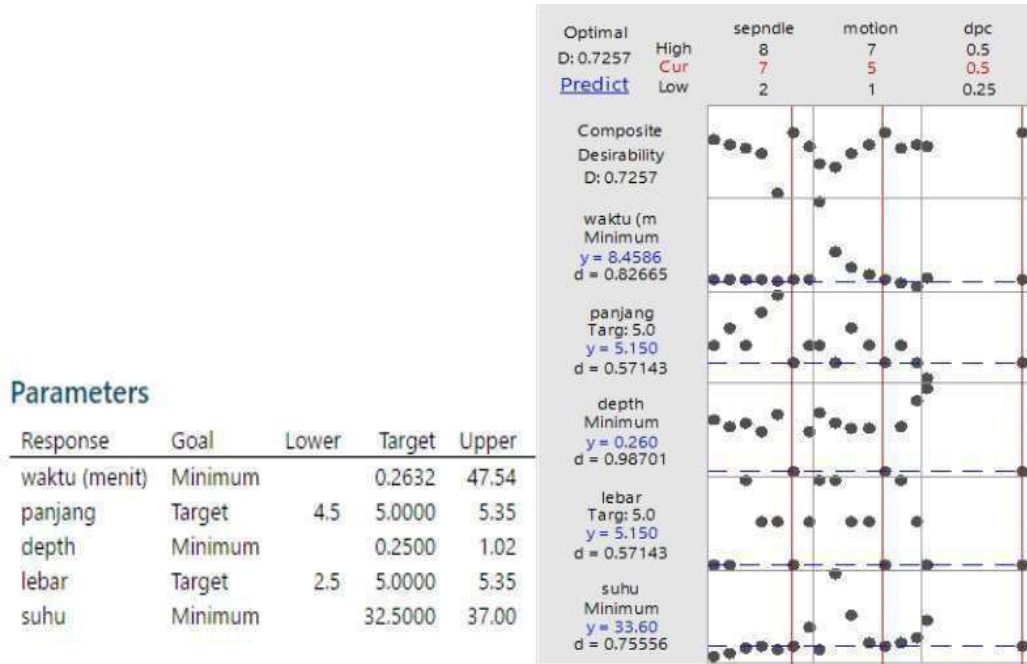 Parameters
Response Goal Lower Target Upper
waktu (menit) Minimum 0.2632 47.54
panjang Target 4.5 5.0000 5.35
depth Minimum 0.2500 1.02
lebar Target 2.5 5.0000 5.35
suhu Minimum 32.5000 37.00
Optimal
D: 0.7257
Predict
High
Cur
Low
sepndle
8
7
2
motion
7
5
1
dpc
0.5
0.5
0.25
Composite
Desirability
D: 0.7257
waktu (m
Minimum
y = 8.4586
d = 0.82665
panjang
Targ: 5.0
y = 5.150
d = 0.57143
depth
Minimum
y = 0.260
d = 0.98701
lebar
Targ: 5.0
y = 5.150
d = 0.57143
suhu
Minimum
y = 33.60
d = 0.75556